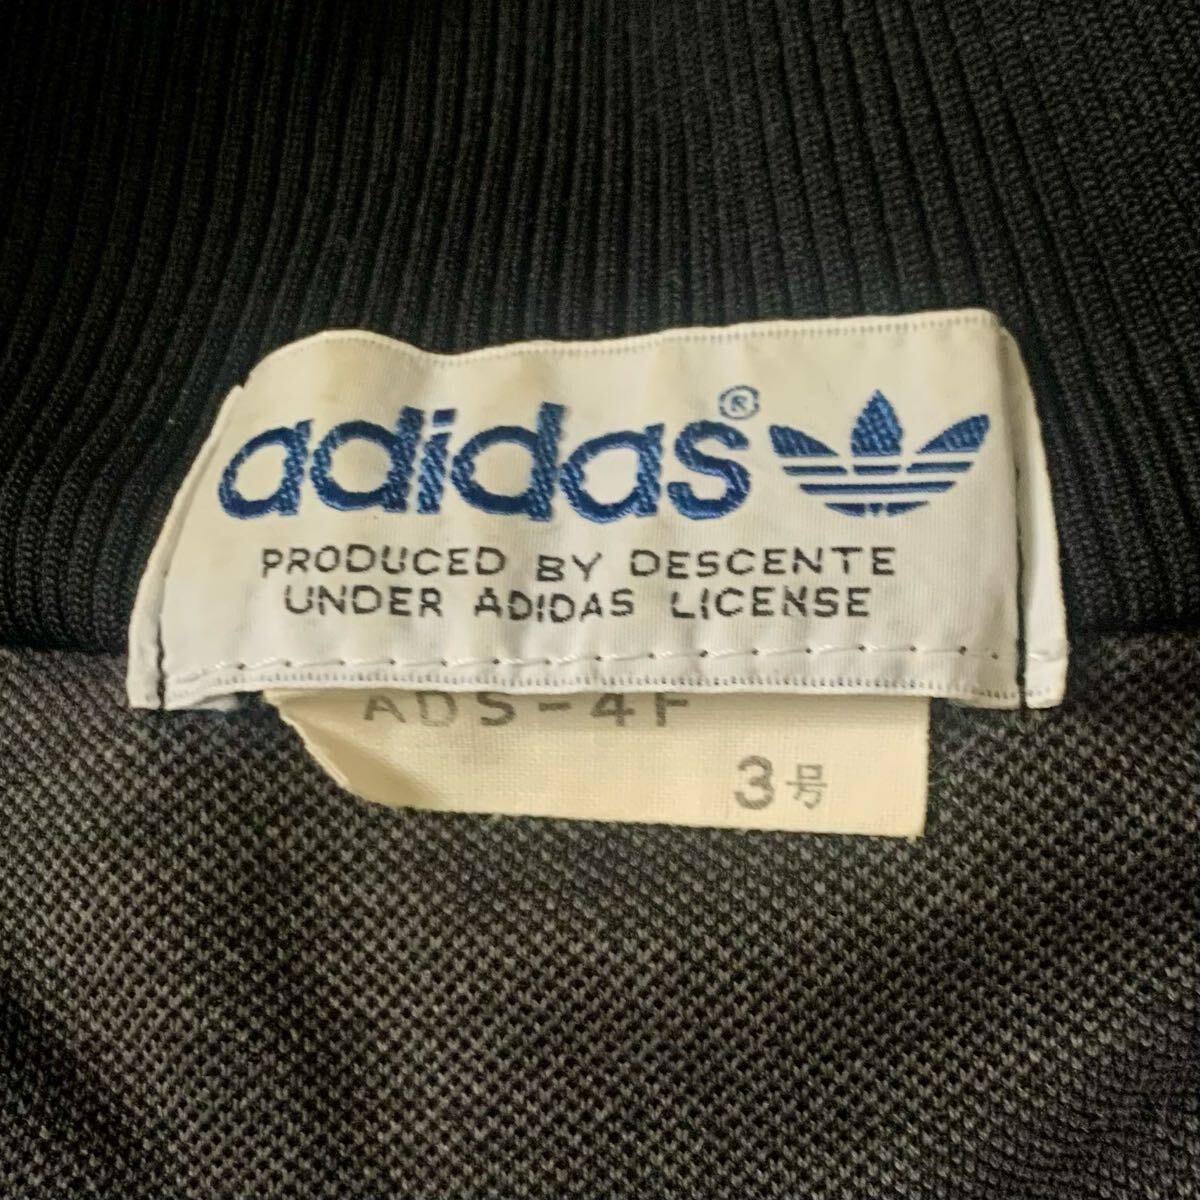 adidas®
PRODUCED BY DESCENTE
UNDER ADIDAS LICENSE
ADS-4F
3号